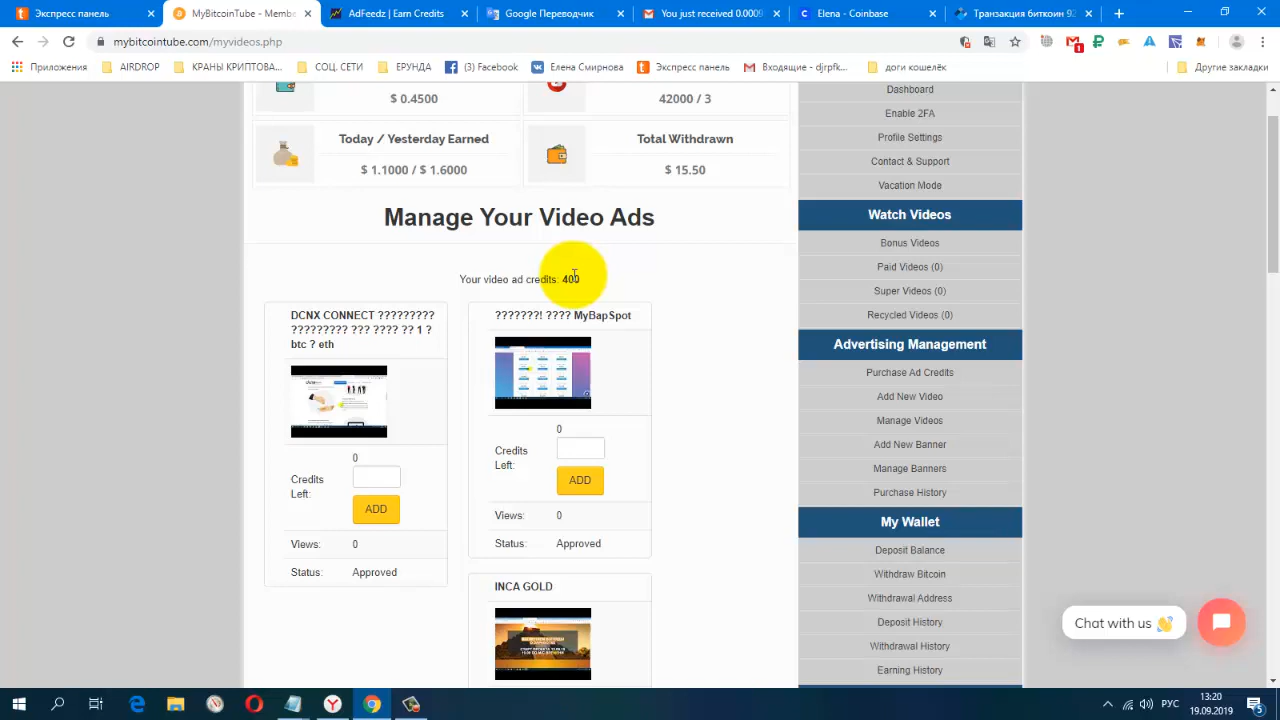 Экспресс панель
MyBitcoinTube - Membe
AdFeedz | Earn Credits
Google Переводчик
You just received 0.0009
Elena - Coinbase
Транзакция биткоин 92
mybitcointube.com/myvideos.php
Приложения
AIRDROP
КРАНЫ КРИПТОВА...
СОЦ. СЕТИ
ЕРУНДА
(3) Facebook
Елена Смирнова
Экспресс панель
Входящие - djrpfk...
доги кошелёк
Другие закладки
$ 0.4500
42000 / 3
Today / Yesterday Earned
$ 1.1000 / $ 1.6000
Total Withdrawn
$ 15.50
Manage Your Video Ads
Your video ad credits: 400
DCNX CONNECT ?????????
????????? ??? ???? ?? 1 ?
btc ? eth
0
Credits
Left:
ADD
Views: 0
Status: Approved
???????! ???? MyBapSpot
0
Credits
Left:
ADD
Views: 0
Status: Approved
INCA GOLD
Dashboard
Enable 2FA
Profile Settings
Contact & Support
Vacation Mode
Watch Videos
Bonus Videos
Paid Videos (0)
Super Videos (0)
Recycled Videos (0)
Advertising Management
Purchase Ad Credits
Add New Video
Manage Videos
Add New Banner
Manage Banners
Purchase History
My Wallet
Deposit Balance
Withdraw Bitcoin
Withdrawal Address
Deposit History
Withdrawal History
Earning History
Chat with us 👋
РУС
13:20
19.09.2019